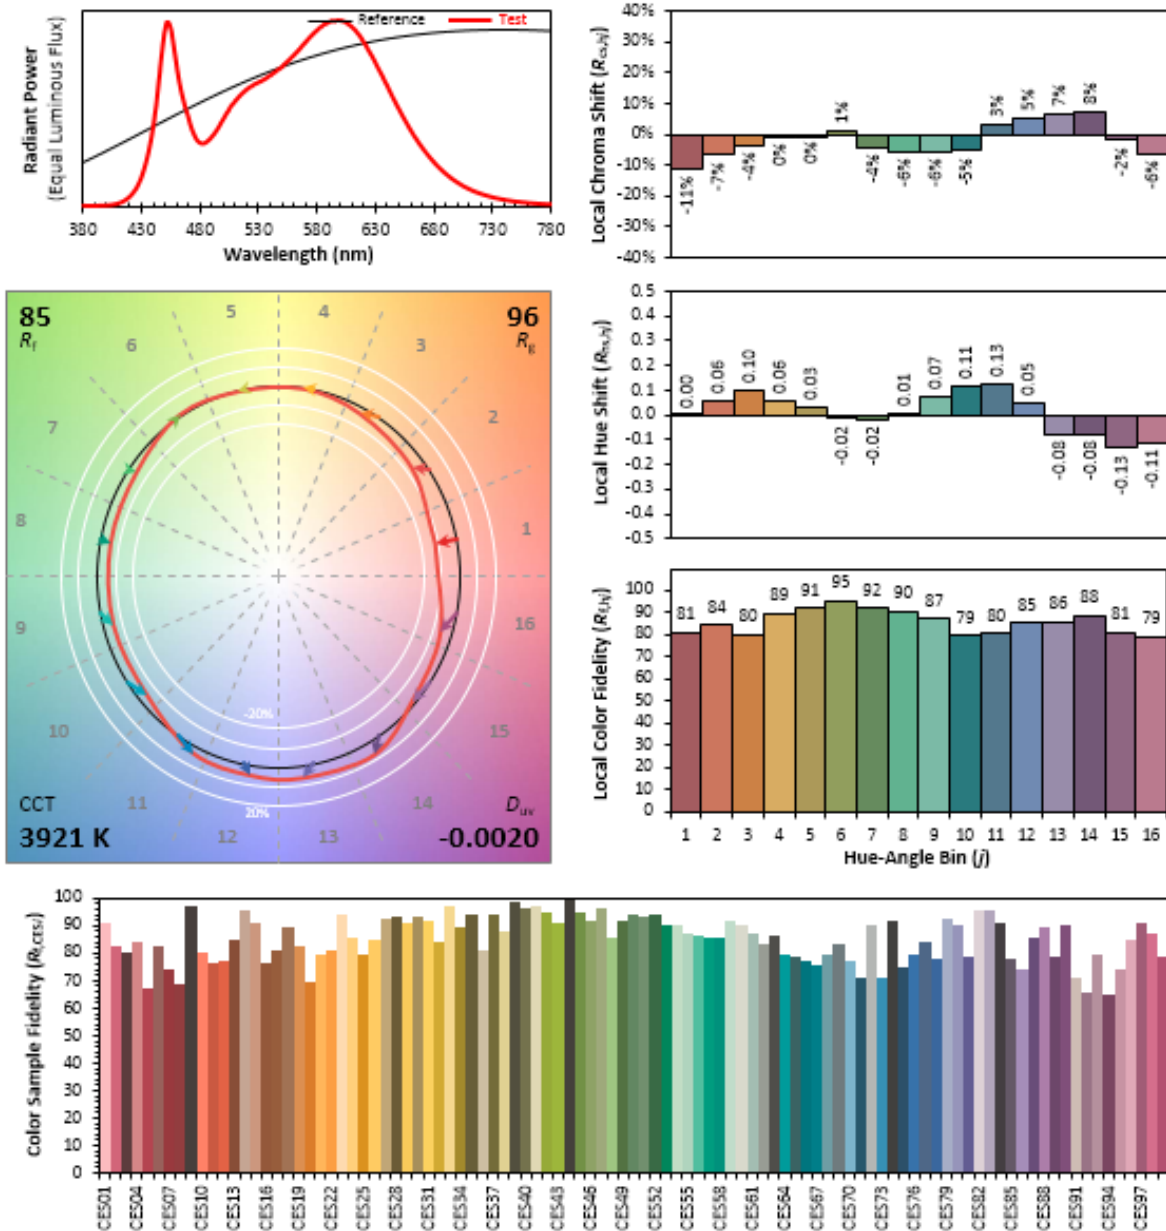 Reference Test
Radiant Power
(Equal Luminous Flux)
380 430 480 530 580 630 680 730 780
Wavelength (nm)
Local Chroma Shift (Rcs,hj)
40%
30%
20%
10%
0%
-10%
-20%
-30%
-40%
-11% -7% -4% 0% 0% 1% -4% -6% -6% -5% 3% 5% 7% 8% -2% -6%
85
Rf
96
Rg
1 2 3 4 5 6 7 8 9 10 11 12 13 14 15 16
-20%
20%
CCT
3921 K
Duv
-0.0020
Local Hue Shift (Rhs,hj)
0.5
0.4
0.3
0.2
0.1
0.0
-0.1
-0.2
-0.3
-0.4
-0.5
0.00 0.06 0.10 0.06 0.03 -0.02 -0.02 0.01 0.07 0.11 0.13 0.05 -0.08 -0.08 -0.13 -0.11
Local Color Fidelity (Rf,hj)
100
90
80
70
60
50
40
30
20
10
0
81 84 80 89 91 95 92 90 87 79 80 85 86 88 81 79
1 2 3 4 5 6 7 8 9 10 11 12 13 14 15 16
Hue-Angle Bin (j)
Color Sample Fidelity (Rf,CESi)
100
90
80
70
60
50
40
30
20
10
0
CES01 CES04 CES07 CES10 CES13 CES16 CES19 CES22 CES25 CES28 CES31 CES34 CES37 CES40 CES43 CES46 CES49 CES52 CES55 CES58 CES61 CES64 CES67 CES70 CES73 CES76 CES79 CES82 CES85 CES88 CES91 CES94 CES97